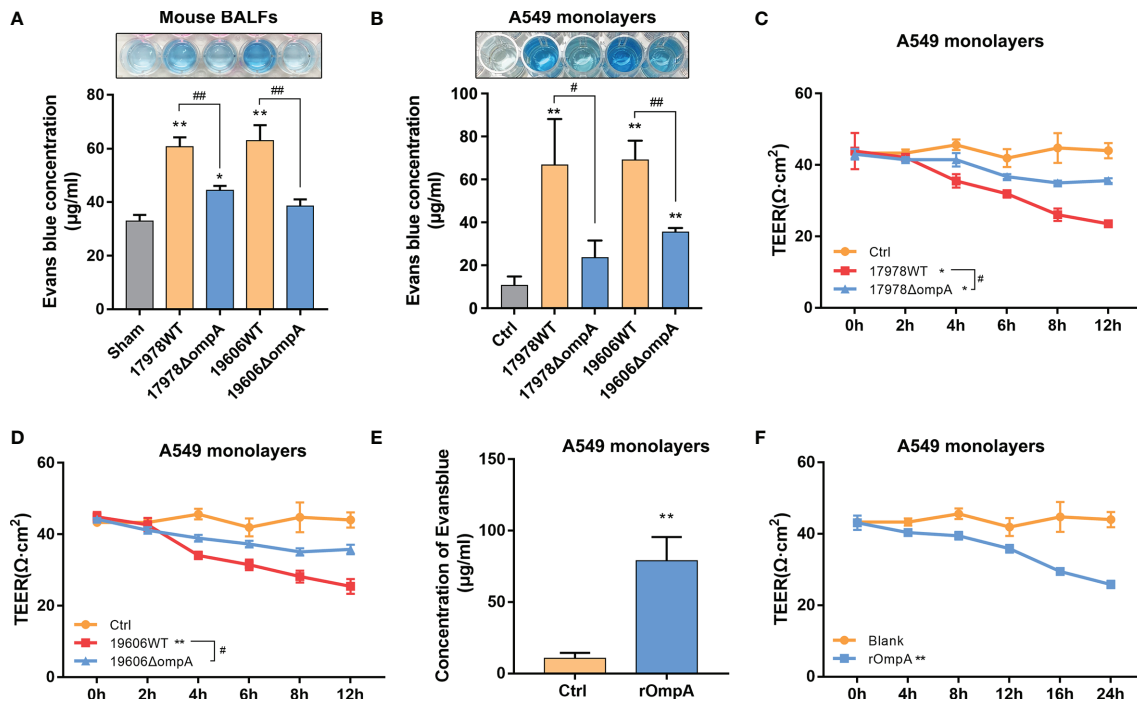 A
Mouse BALFs
Evans blue concentration
(μg/ml)
80
60
40
20
0
**
##
*
**
##
Sham
17978WT
17978ΔompA
19606WT
19606ΔompA
B
A549 monolayers
Evans blue concentration
(μg/ml)
100
80
60
40
20
0
**
#
**
##
**
Ctrl
17978WT
17978ΔompA
19606WT
19606ΔompA
C
A549 monolayers
TEER(Ω·cm²)
60
40
20
0
Ctrl
17978WT *
17978ΔompA *
#
0h 2h 4h 6h 8h 12h
D
A549 monolayers
TEER(Ω·cm²)
60
40
20
0
Ctrl
19606WT **
19606ΔompA
#
0h 2h 4h 6h 8h 12h
E
A549 monolayers
Concentration of Evansblue
(μg/ml)
150
100
50
0
**
Ctrl rOmpA
F
A549 monolayers
TEER(Ω·cm²)
60
40
20
0
Blank
rOmpA **
0h 4h 8h 12h 16h 24h